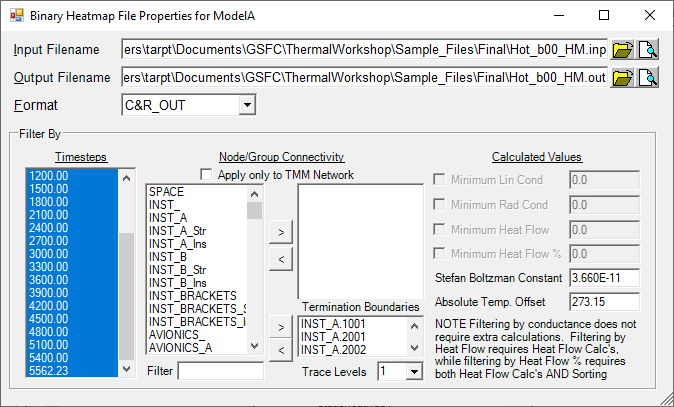 Binary Heatmap File Properties for ModelA
Input Filename ers\tarpt\Documents\GSFC\ThermalWorkshop\Sample_Files\Final\Hot_b00_HM.inp
Output Filename ers\tarpt\Documents\GSFC\ThermalWorkshop\Sample_Files\Final\Hot_b00_HM.out
Format C&R_OUT
Filter By
Timesteps
1200.00
1500.00
1800.00
2100.00
2400.00
2700.00
3000.00
3300.00
3600.00
3900.00
4200.00
4500.00
4800.00
5100.00
5400.00
5562.23
Node/Group Connectivity
Apply only to TMM Network
SPACE
INST_
INST_A
INST_A_Str
INST_A_Ins
INST_B
INST_B_Str
INST_B_Ins
INST_BRACKETS
INST_BRACKETS_
INST_BRACKETS_
AVIONICS_
AVIONICS_A
Filter
>
<
>
<
Termination Boundaries
INST_A.1001
INST_A.2001
INST_A.2002
Trace Levels 1
Calculated Values
Minimum Lin Cond 0.0
Minimum Rad Cond 0.0
Minimum Heat Flow 0.0
Minimum Heat Flow % 0.0
Stefan Boltzman Constant 3.660E-11
Absolute Temp. Offset 273.15
NOTE Filtering by conductance does not
require extra calculations. Filtering by
Heat Flow requires Heat Flow Calc's,
while filtering by Heat Flow % requires
both Heat Flow Calc's AND Sorting